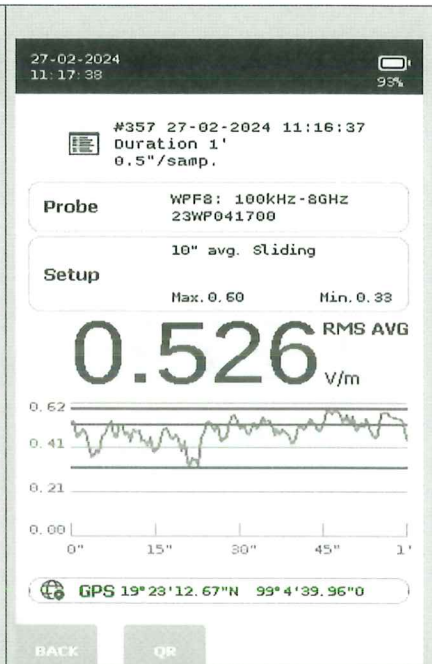 27-02-2024
11:17:38
93%
#357 27-02-2024 11:16:37
Duration 1'
0.5"/samp.
Probe
WPF8: 100kHz-8GHz
23WP041700
Setup
10" avg. Sliding
Max.0.60 Min.0.33
0.526 RMS AVG
V/m
0.62
0.41
0.21
0.00
0" 15" 30" 45" 1'
GPS 19°23'12.67"N 99°4'39.96"O
BACK QR